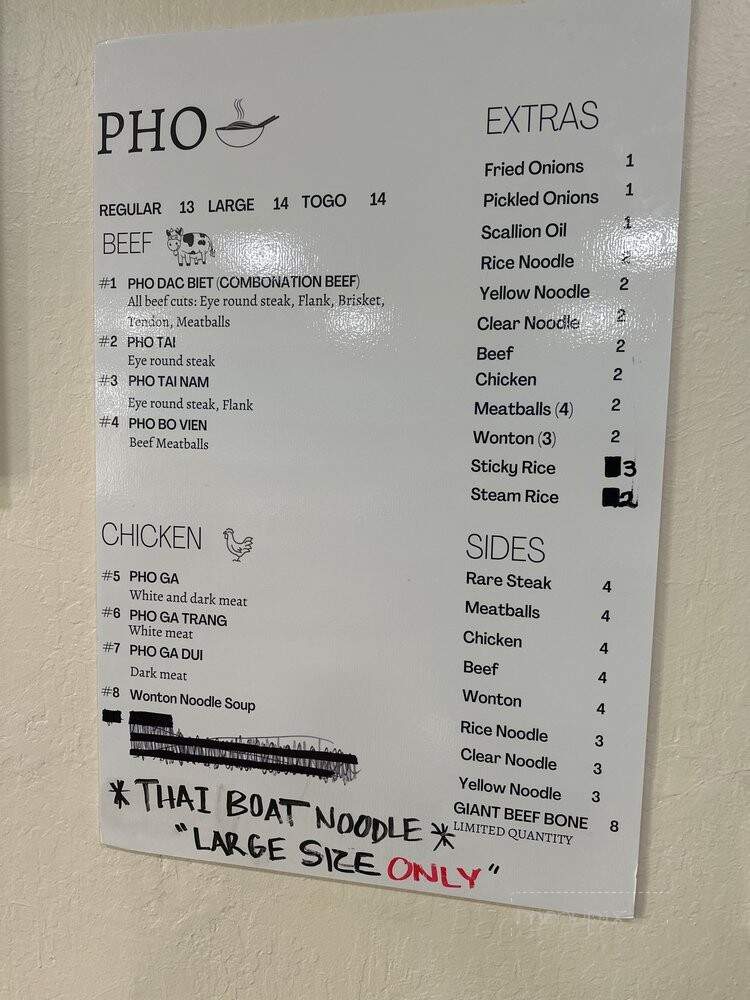 PHO
REGULAR 13 LARGE 14 TOGO 14
BEEF
#1 PHO DAC BIET (COMBONATION BEEF)
All beef cuts: Eye round steak, Flank, Brisket,
Tendon, Meatballs
#2 PHO TAI
Eye round steak
#3 PHO TAI NAM
Eye round steak, Flank
#4 PHO BO VIEN
Beef Meatballs
CHICKEN
#5 PHO GA
White and dark meat
#6 PHO GA TRANG
White meat
#7 PHO GA DUI
Dark meat
#8 Wonton Noodle Soup
*THAI BOAT NOODLE*
"LARGE SIZE ONLY"
EXTRAS
Fried Onions 1
Pickled Onions 1
Scallion Oil 1
Rice Noodle
Yellow Noodle 2
Clear Noodle 2
Beef 2
Chicken 2
Meatballs (4) 2
Wonton (3) 2
Sticky Rice 3
Steam Rice 2
SIDES
Rare Steak 4
Meatballs 4
Chicken 4
Beef 4
Wonton 4
Rice Noodle 3
Clear Noodle 3
Yellow Noodle 3
GIANT BEEF BONE 8
LIMITED QUANTITY